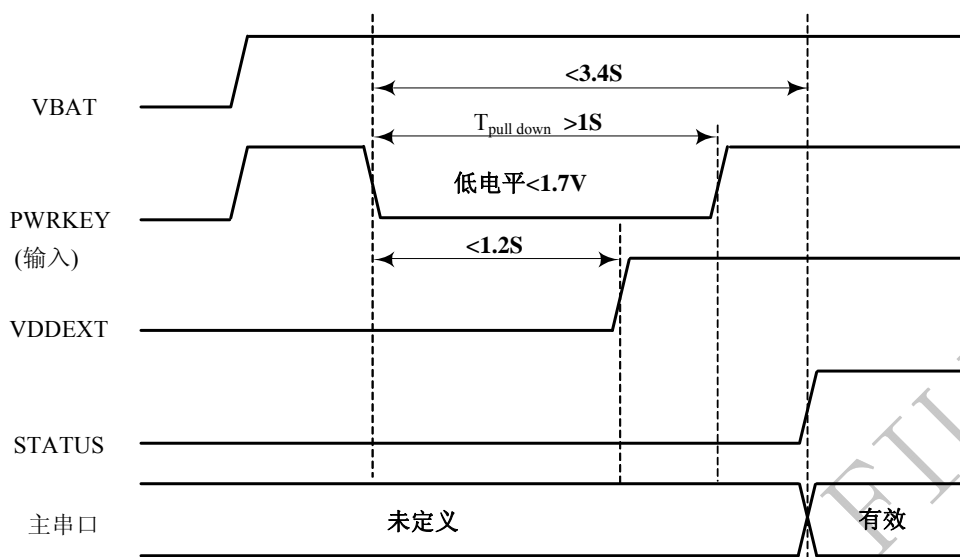 <3.4S
VBAT
Tpull down >1S
低电平<1.7V
PWRKEY
(输入)
<1.2S
VDDEXT
STATUS
主串口
未定义
有效